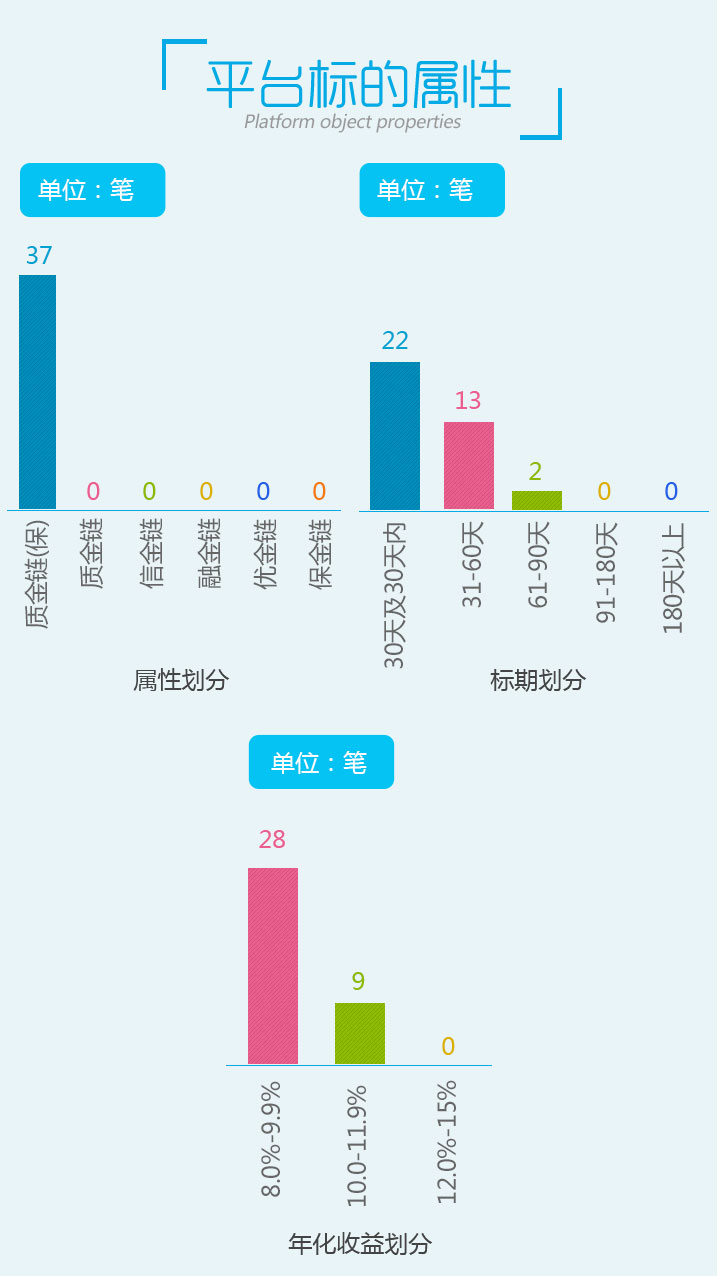 平台标的属性
Platform object properties
单位：笔
37
0
0
0
0
0
质金链(保)
质金链
信金链
融金链
优金链
保金链
属性划分
单位：笔
22
13
2
0
0
30天及30天内
31-60天
61-90天
91-180天
180天以上
标期划分
单位：笔
28
9
0
8.0%-9.9%
10.0-11.9%
12.0%-15%
年化收益划分